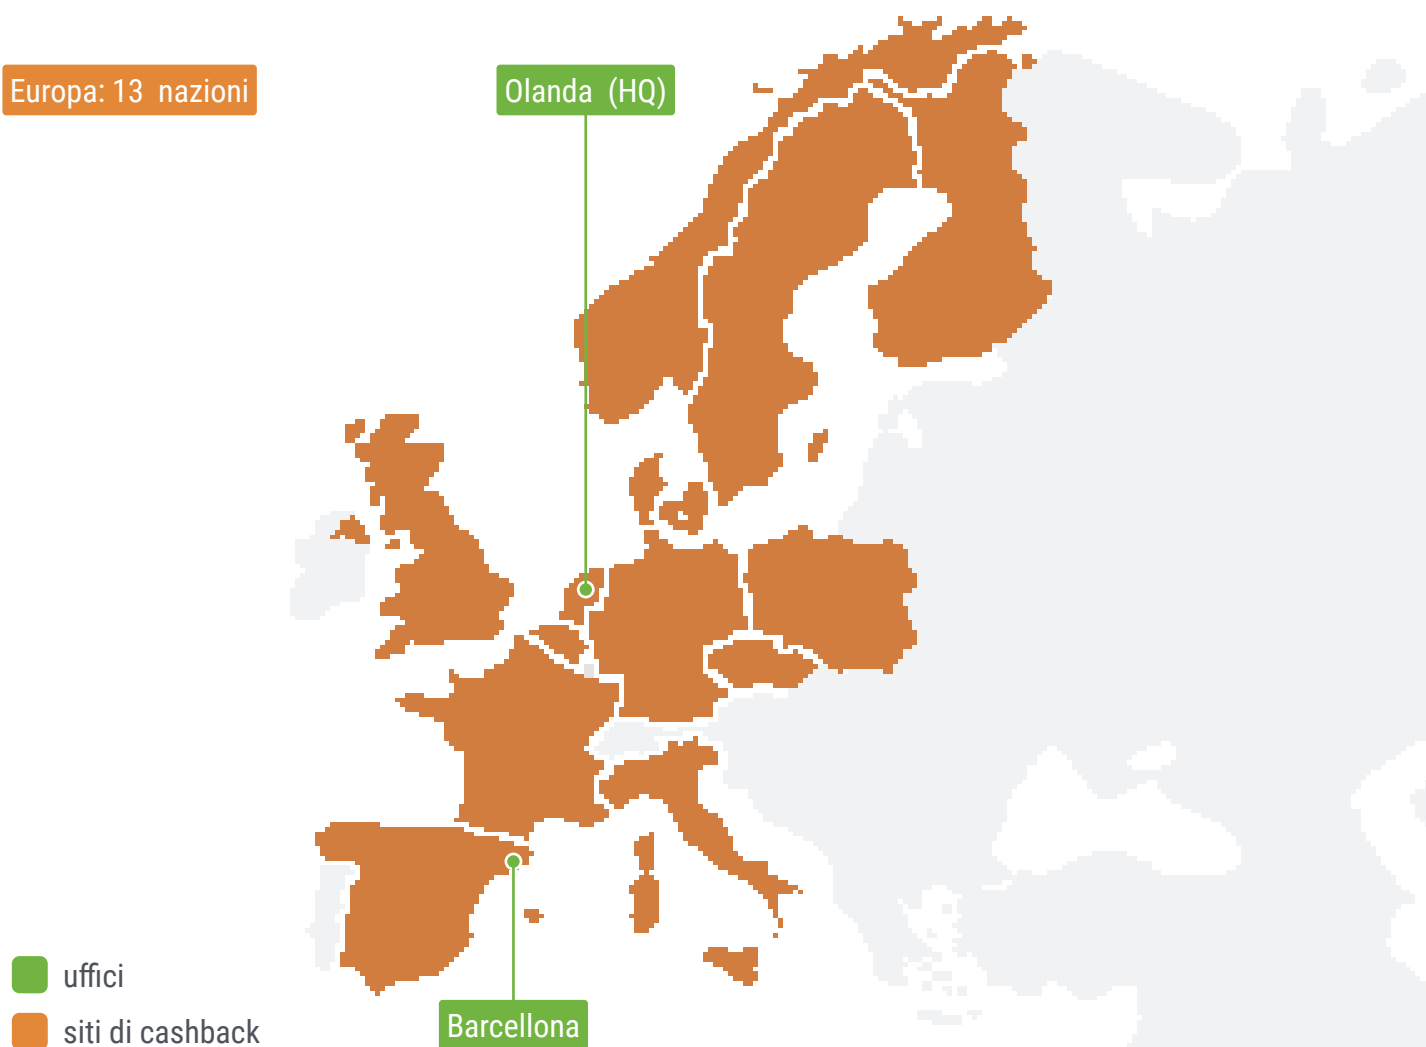 Europa: 13 nazioni
Olanda (HQ)
uffici
siti di cashback
Barcellona